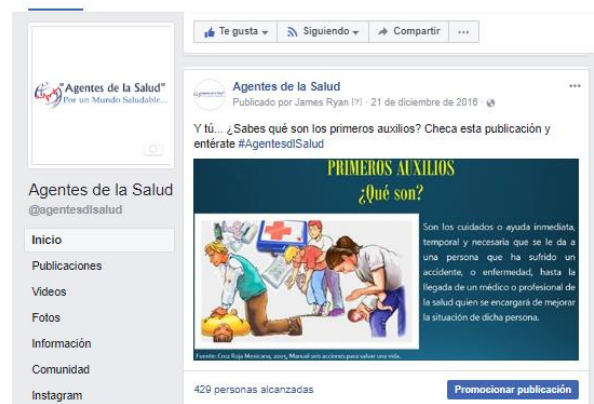 "Agentes de la Salud"
Por un Mundo Saludable...
Agentes de la Salud
@agentesdlsalud
Inicio
Publicaciones
Videos
Fotos
Información
Comunidad
Instagram
Te gusta
Siguiendo
Compartir
Agentes de la Salud
Publicado por James Ryan [?] · 21 de diciembre de 2016 ·
Y tú... ¿Sabes qué son los primeros auxilios? Checa esta publicación y
entérate #AgentesdlSalud
PRIMEROS AUXILIOS
¿Qué son?
Son los cuidados o ayuda inmediata,
temporal y necesaria que se le da a
una persona que ha sufrido un
accidente, o enfermedad, hasta la
llegada de un médico o profesional de
la salud quien se encargará de mejorar
la situación de dicha persona.
Fuente: Cruz Roja Mexicana, 2005, Manual seis acciones para salvar una vida.
429 personas alcanzadas
Promocionar publicación